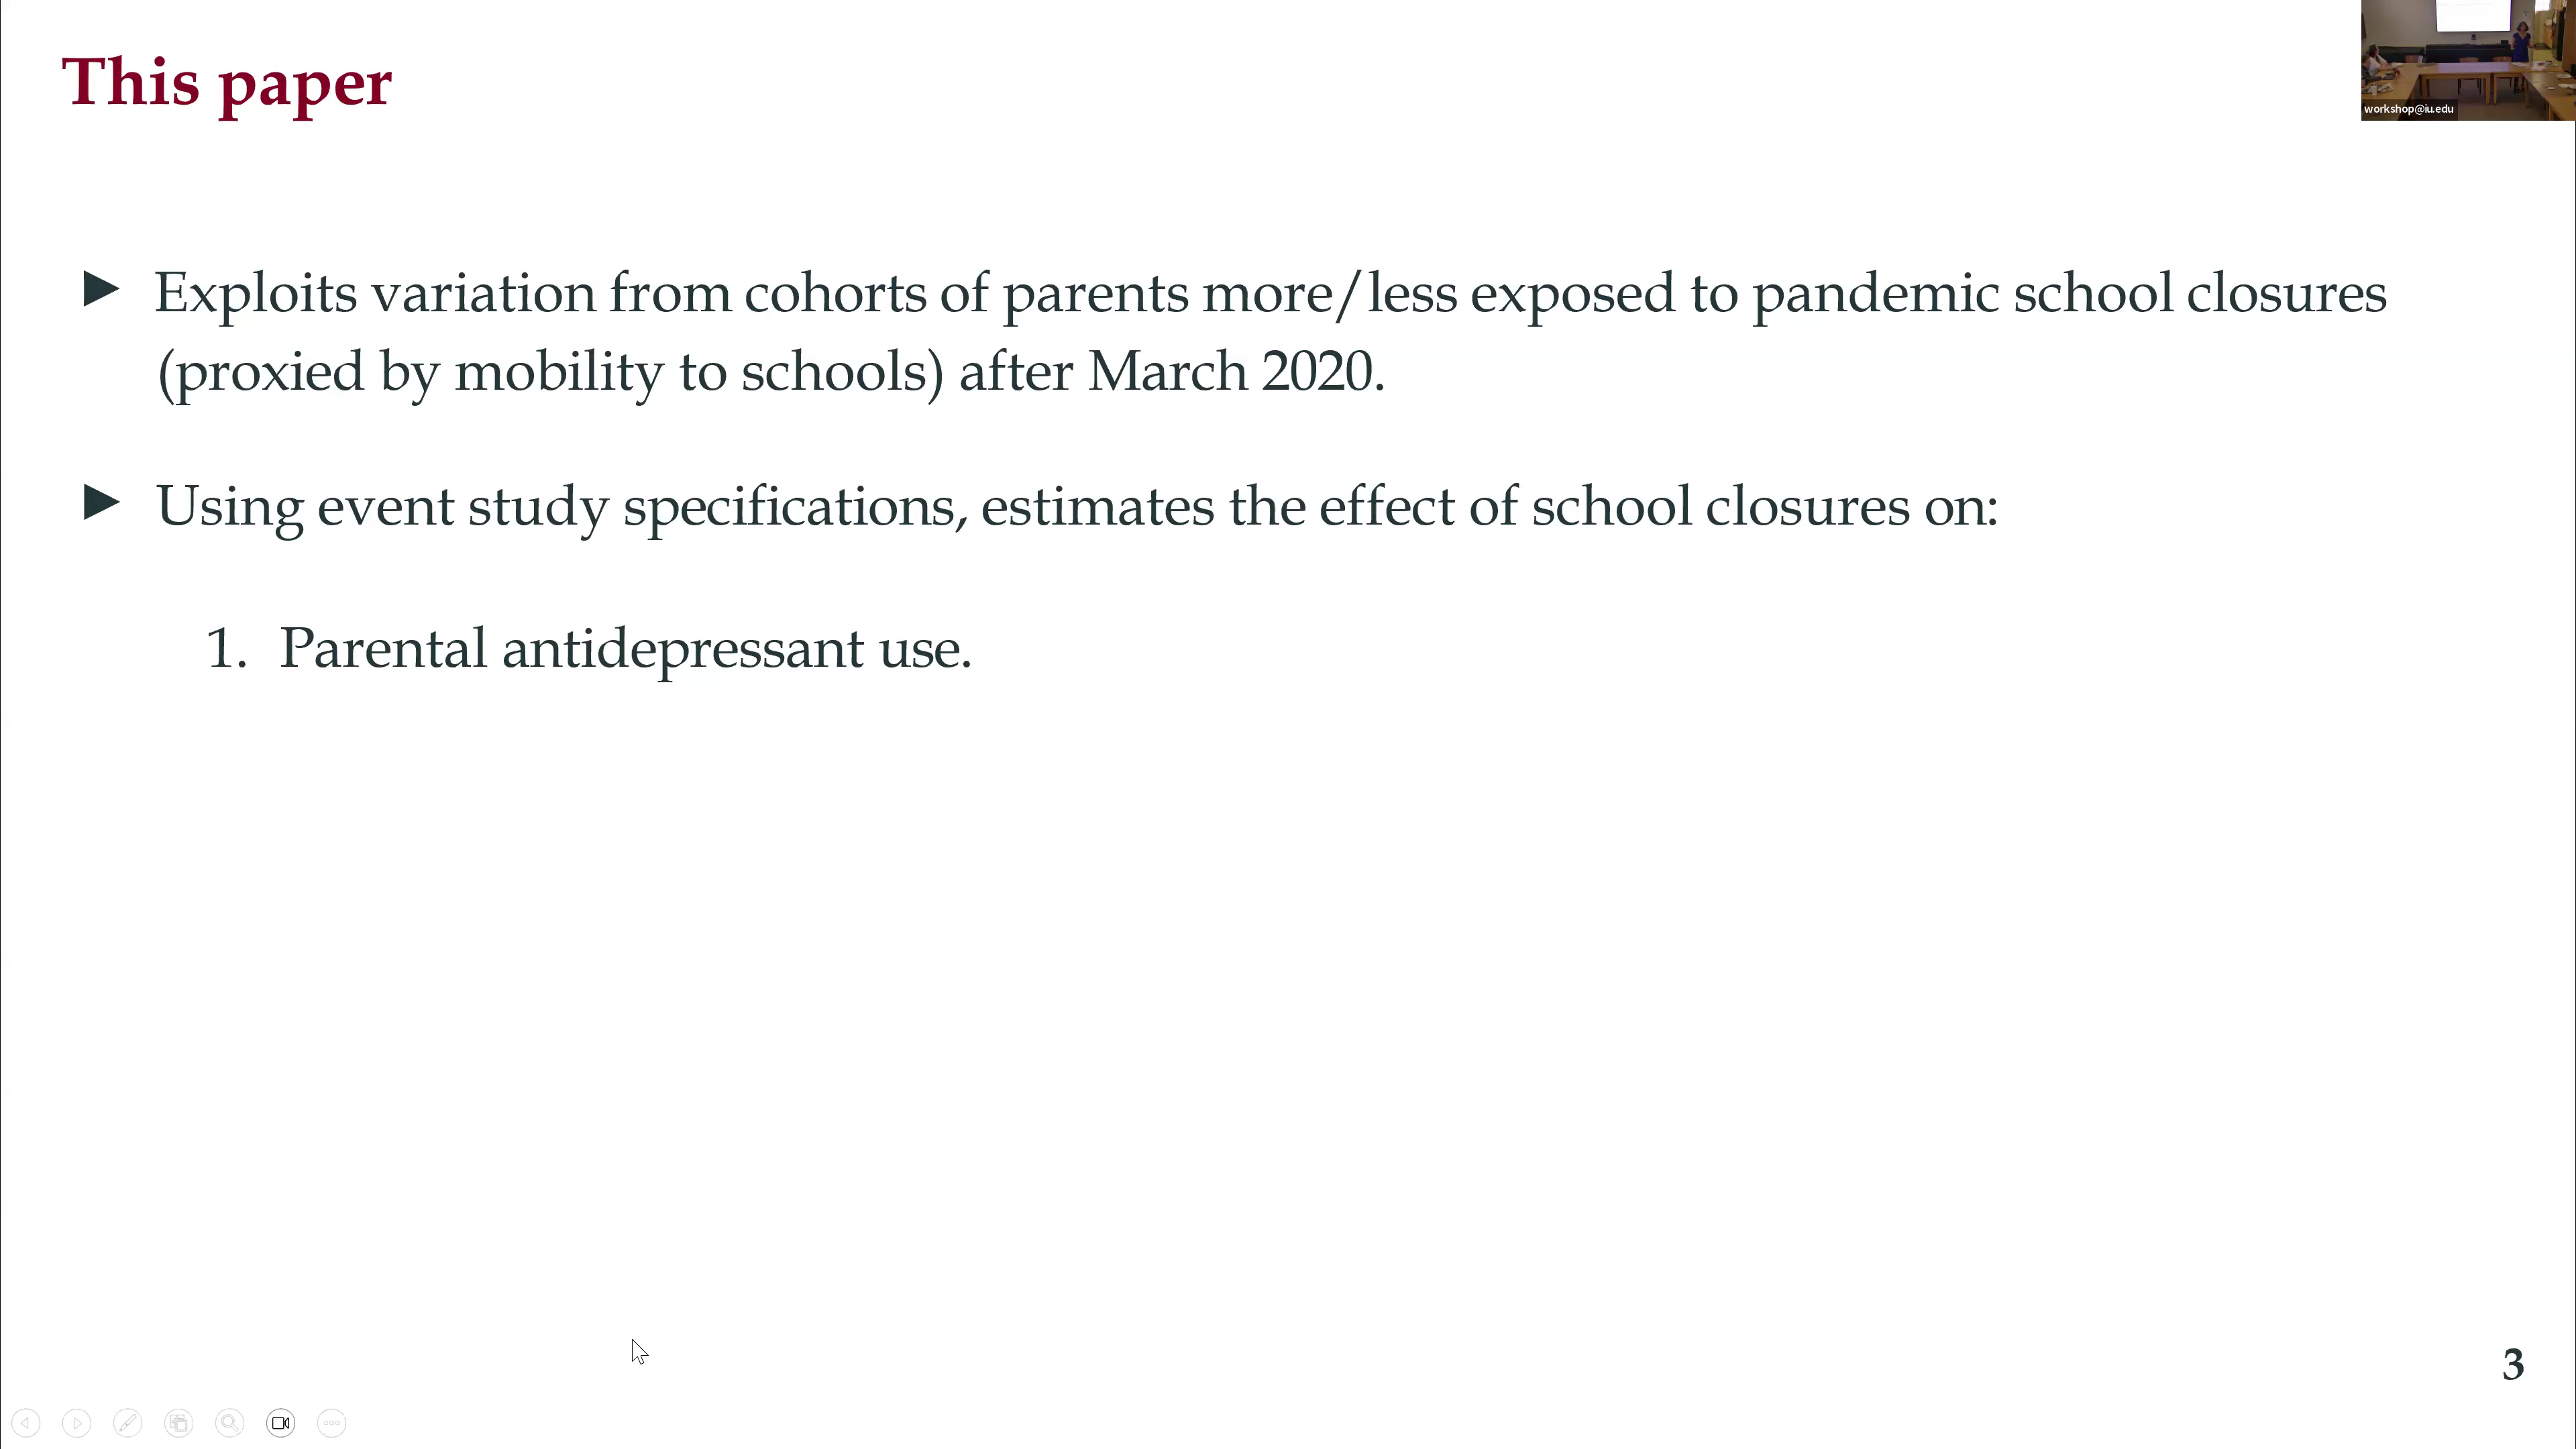 This paper
workshop@iu.edu
► Exploits variation from cohorts of parents more/less exposed to pandemic school closures
(proxied by mobility to schools) after March 2020.
► Using event study specifications, estimates the effect of school closures on:
1. Parental antidepressant use.
3